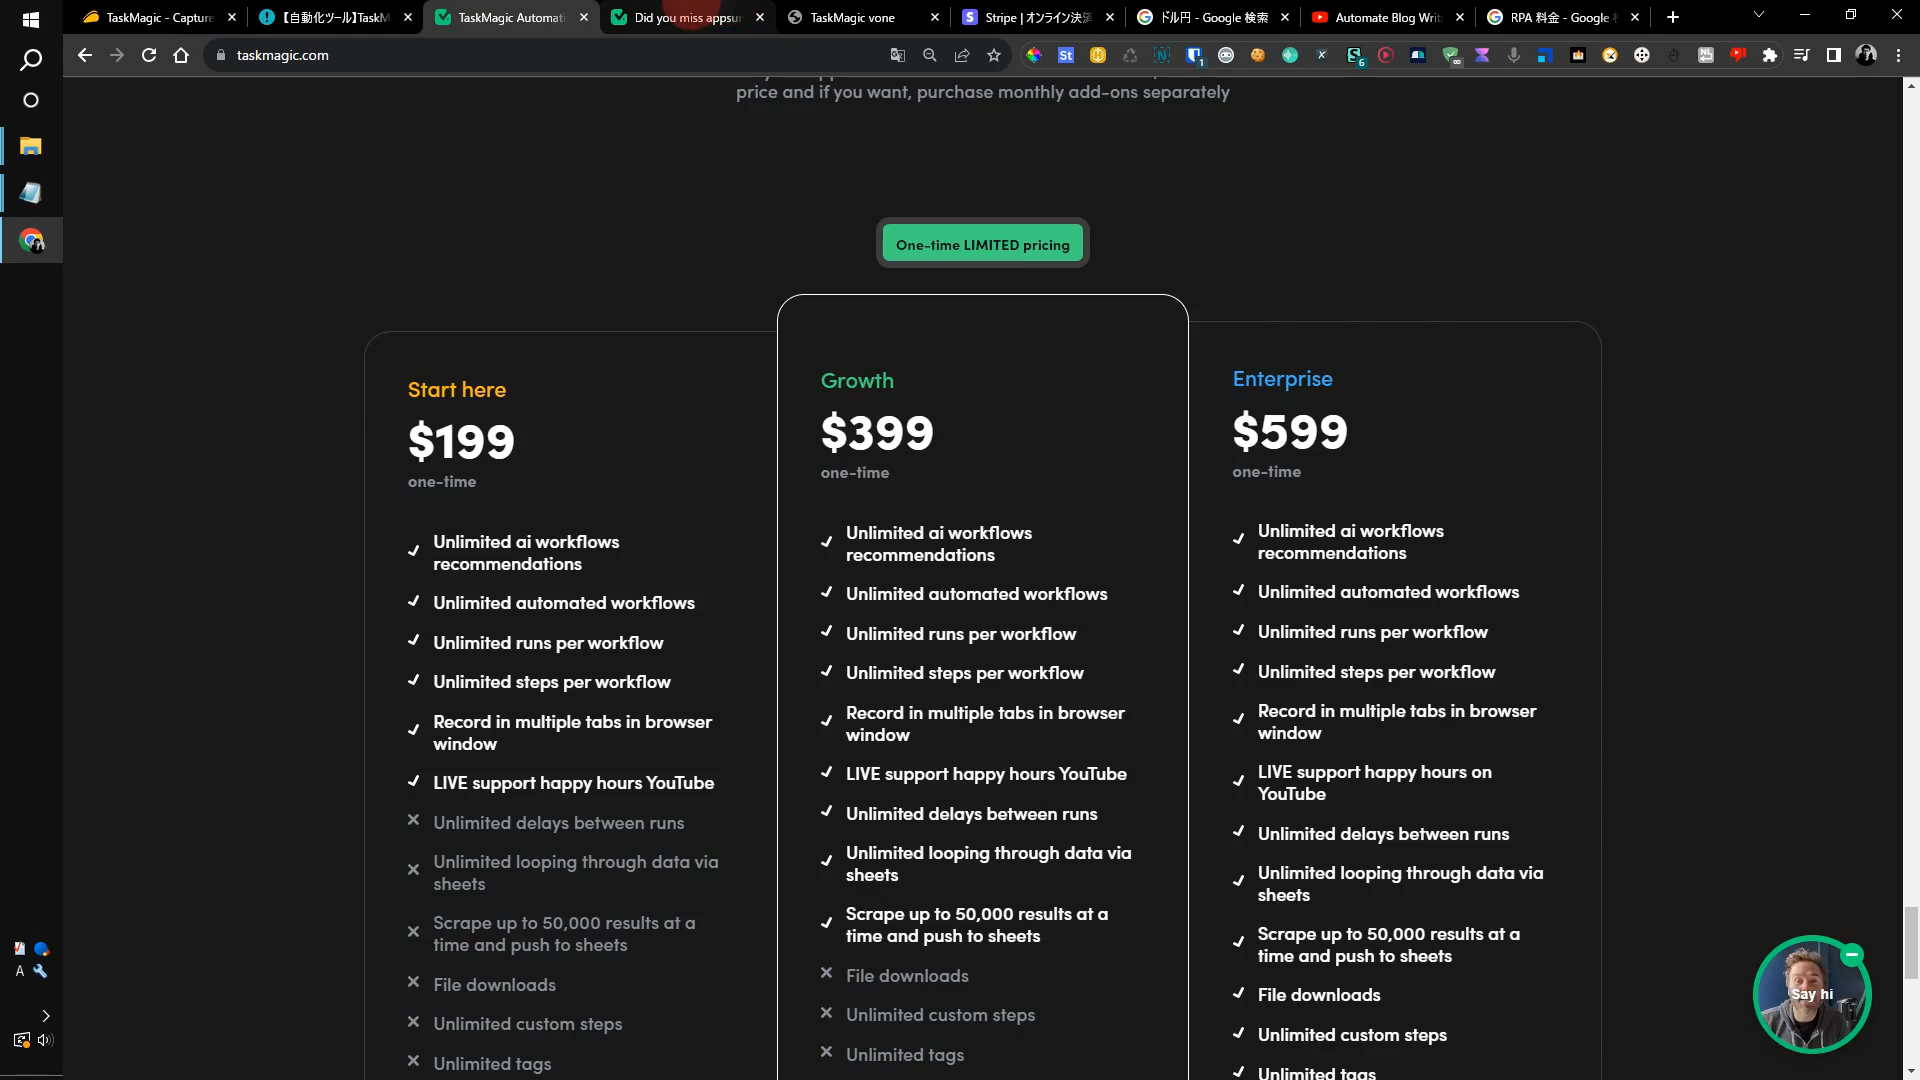 TaskMagic - Capture
【自動化ツール】TaskM
TaskMagic Automati
Did you miss appsum
TaskMagic vone
Stripe | オンライン決済
ドル円 - Google 検索
Automate Blog Writi
RPA 料金 - Google
taskmagic.com
price and if you want, purchase monthly add-ons separately
One-time LIMITED pricing
Start here
$199
one-time
Unlimited ai workflows
recommendations
Unlimited automated workflows
Unlimited runs per workflow
Unlimited steps per workflow
Record in multiple tabs in browser
window
LIVE support happy hours YouTube
Unlimited delays between runs
Unlimited looping through data via
sheets
Scrape up to 50,000 results at a
time and push to sheets
File downloads
Unlimited custom steps
Unlimited tags
Growth
$399
one-time
Unlimited ai workflows
recommendations
Unlimited automated workflows
Unlimited runs per workflow
Unlimited steps per workflow
Record in multiple tabs in browser
window
LIVE support happy hours YouTube
Unlimited delays between runs
Unlimited looping through data via
sheets
Scrape up to 50,000 results at a
time and push to sheets
File downloads
Unlimited custom steps
Unlimited tags
Enterprise
$599
one-time
Unlimited ai workflows
recommendations
Unlimited automated workflows
Unlimited runs per workflow
Unlimited steps per workflow
Record in multiple tabs in browser
window
LIVE support happy hours on
YouTube
Unlimited delays between runs
Unlimited looping through data via
sheets
Scrape up to 50,000 results at a
time and push to sheets
File downloads
Unlimited custom steps
Unlimited tags
Say hi
A